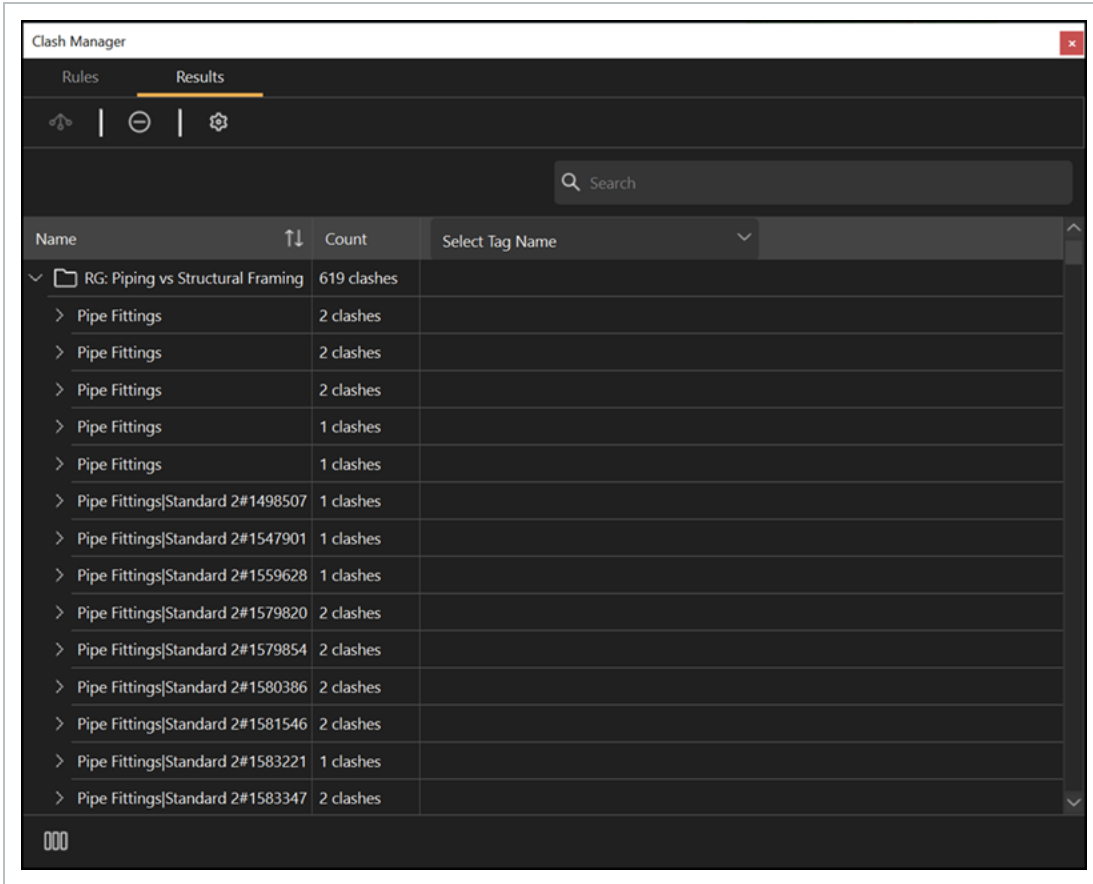 Clash Manager
Rules Results
Search
Name Count Select Tag Name
RG: Piping vs Structural Framing 619 clashes
Pipe Fittings 2 clashes
Pipe Fittings 2 clashes
Pipe Fittings 2 clashes
Pipe Fittings 1 clashes
Pipe Fittings 1 clashes
Pipe Fittings|Standard 2#1498507 1 clashes
Pipe Fittings|Standard 2#1547901 1 clashes
Pipe Fittings|Standard 2#1559628 1 clashes
Pipe Fittings|Standard 2#1579820 2 clashes
Pipe Fittings|Standard 2#1579854 2 clashes
Pipe Fittings|Standard 2#1580386 2 clashes
Pipe Fittings|Standard 2#1581546 2 clashes
Pipe Fittings|Standard 2#1583221 1 clashes
Pipe Fittings|Standard 2#1583347 2 clashes